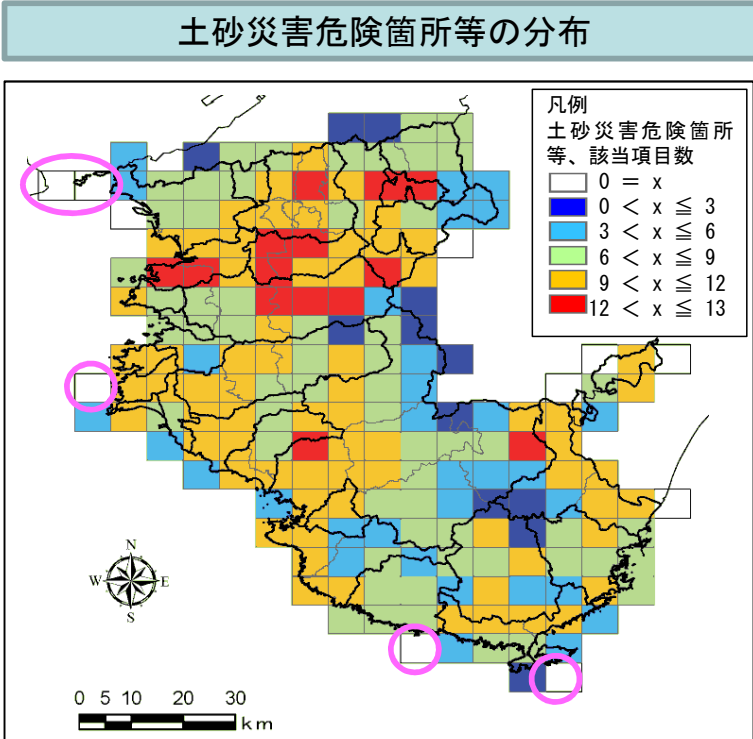 土砂災害危険箇所等の分布
凡例
土砂災害危険箇所
等、該当項目数
0 = x
0 < x ≦ 3
3 < x ≦ 6
6 < x ≦ 9
9 < x ≦ 12
12 < x ≦ 13
N
W E
S
0 5 10 20 30
km